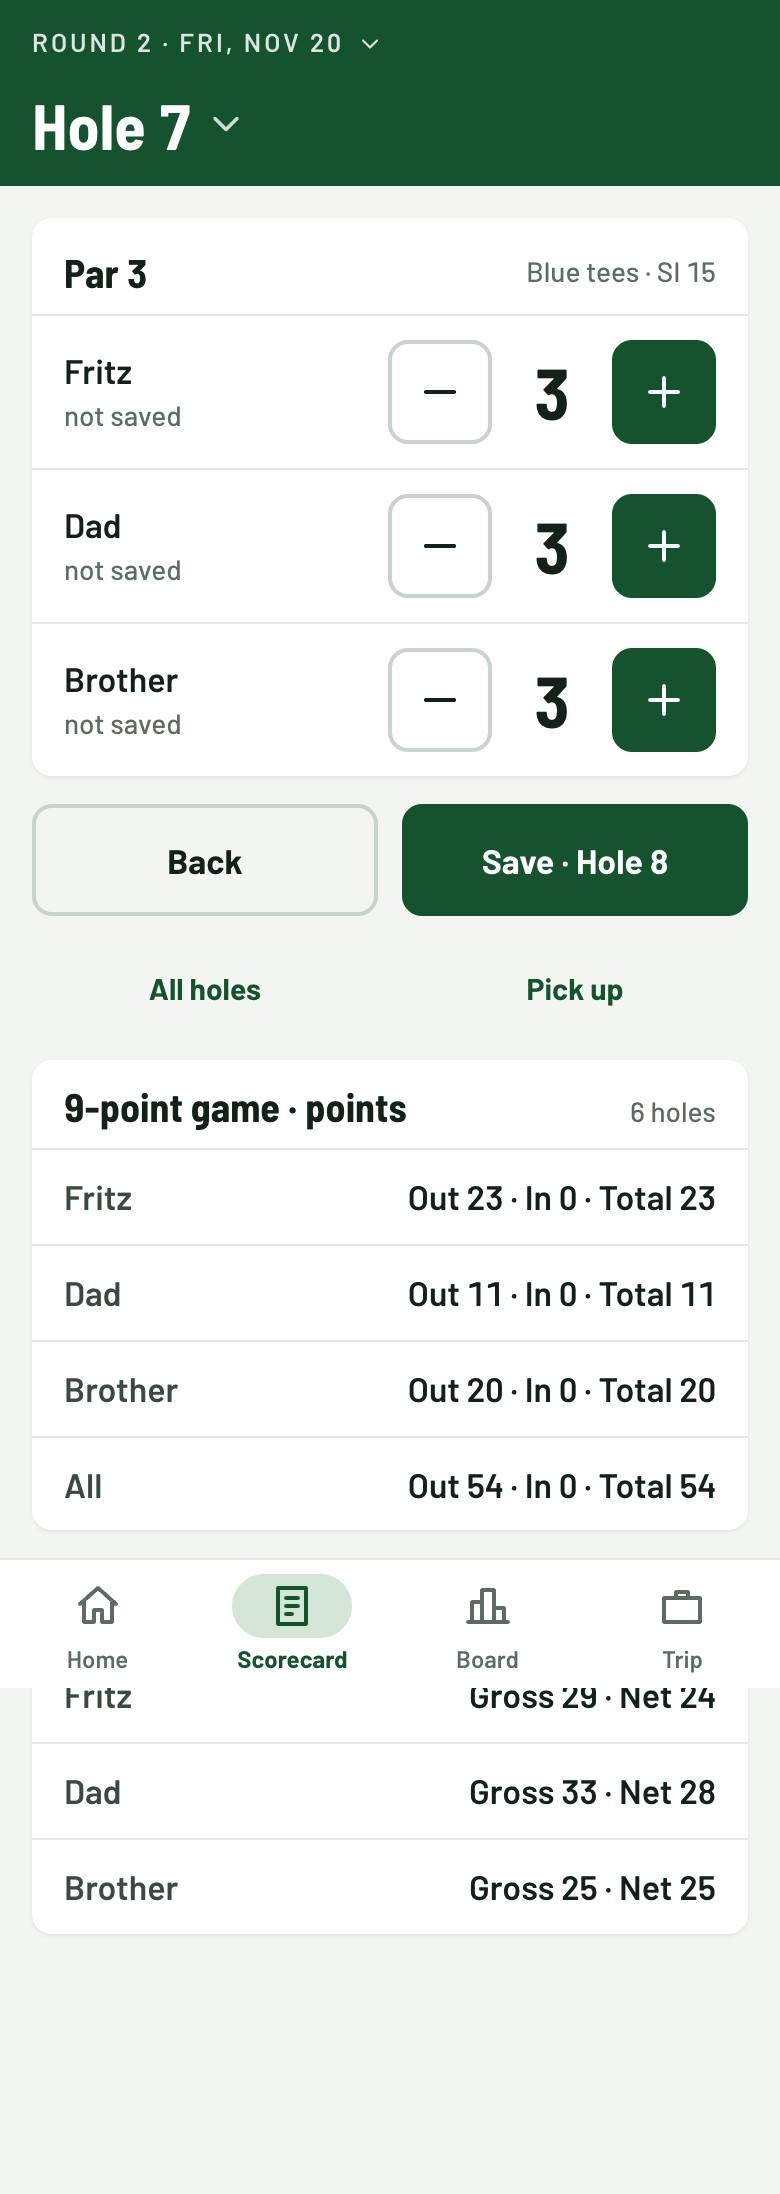 ROUND 2 · FRI, NOV 20
Hole 7
Par 3
Blue tees · SI 15
Fritz
not saved
3
Dad
not saved
3
Brother
not saved
3
Back
Save · Hole 8
All holes
Pick up
9-point game · points
6 holes
Fritz
Out 23 · In 0 · Total 23
Dad
Out 11 · In 0 · Total 11
Brother
Out 20 · In 0 · Total 20
All
Out 54 · In 0 · Total 54
Home
Scorecard
Board
Trip
Fritz
Gross 29 · Net 24
Dad
Gross 33 · Net 28
Brother
Gross 25 · Net 25